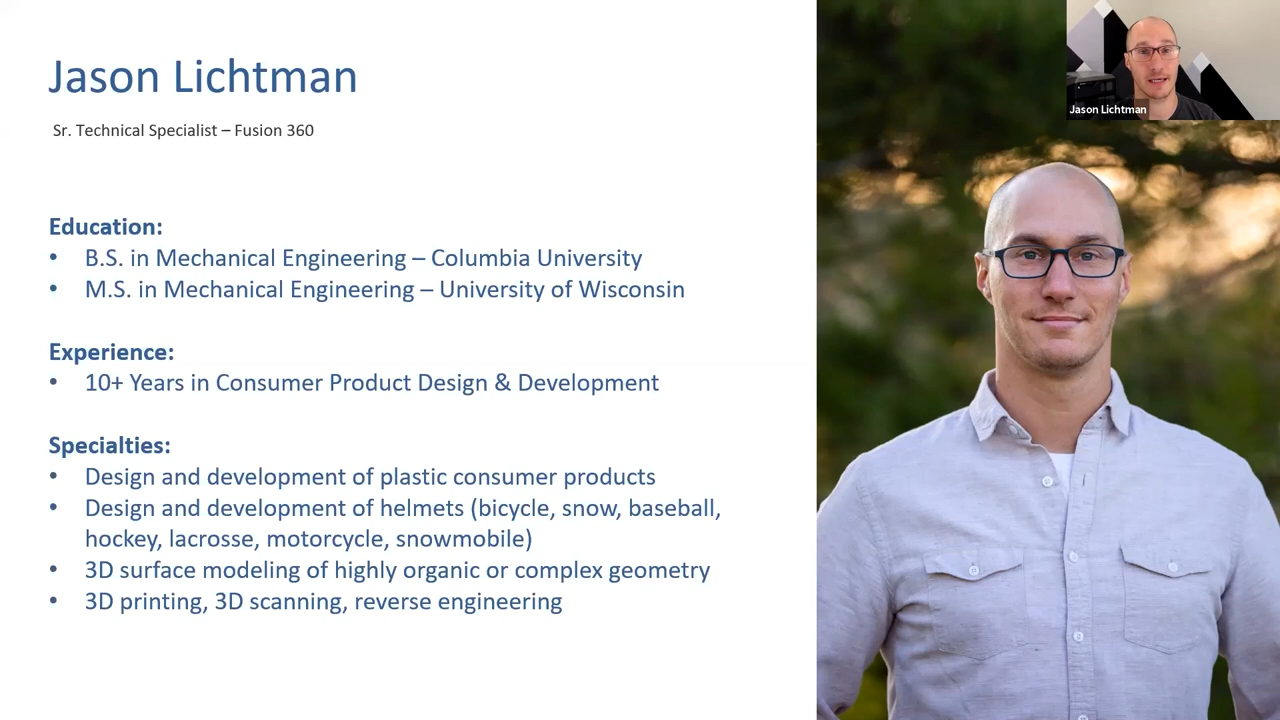 Jason Lichtman
Jason Lichtman
Sr. Technical Specialist – Fusion 360
Education:
• B.S. in Mechanical Engineering – Columbia University
• M.S. in Mechanical Engineering – University of Wisconsin
Experience:
• 10+ Years in Consumer Product Design & Development
Specialties:
• Design and development of plastic consumer products
• Design and development of helmets (bicycle, snow, baseball,
hockey, lacrosse, motorcycle, snowmobile)
• 3D surface modeling of highly organic or complex geometry
• 3D printing, 3D scanning, reverse engineering